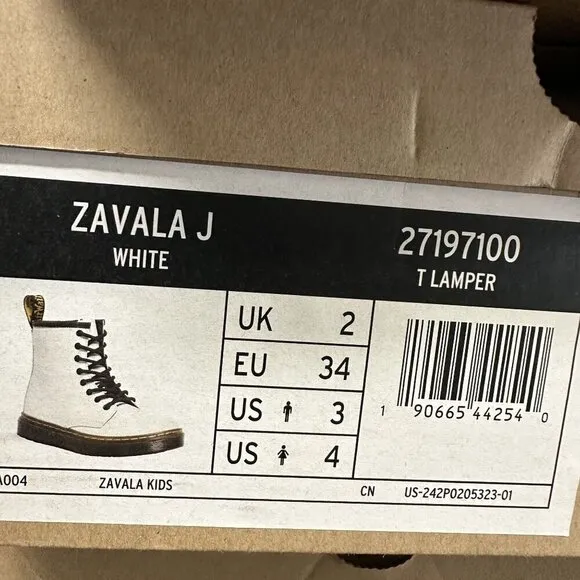 ZAVALA J
WHITE
27197100
T LAMPER
UK 2
EU 34
US 3
US 4
1 90665 44254 0
A004
ZAVALA KIDS
CN
US-242P0205323-01